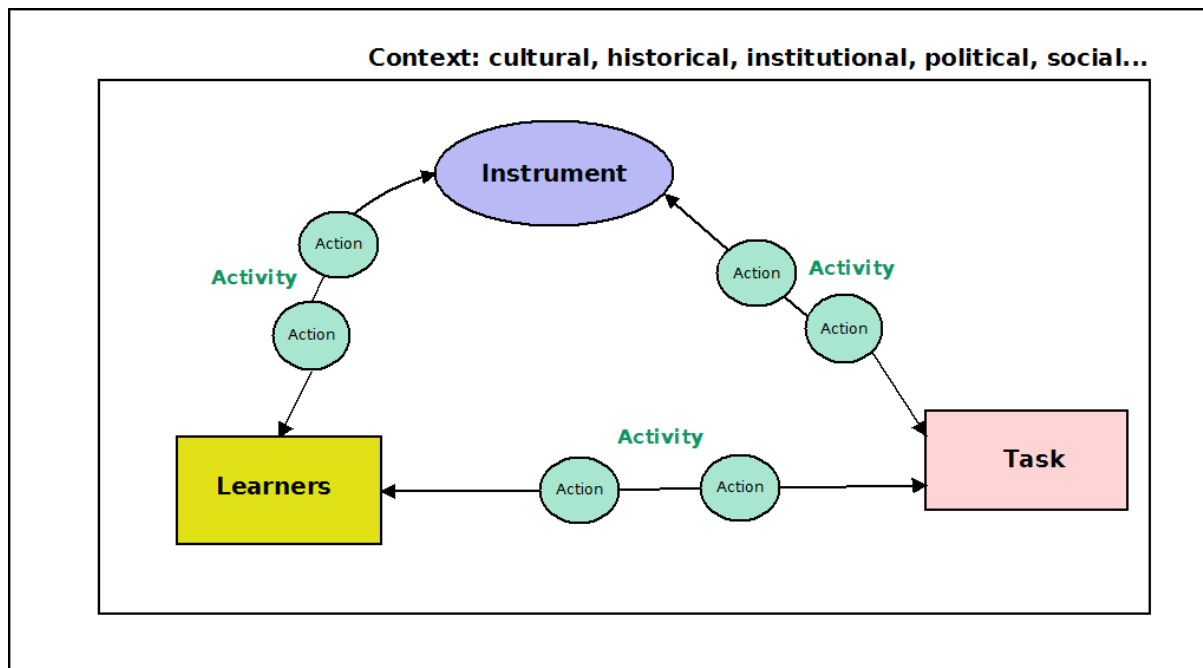 Context: cultural, historical, institutional, political, social...
Instrument
Action
Activity
Action
Action
Activity
Action
Activity
Learners
Action
Action
Task